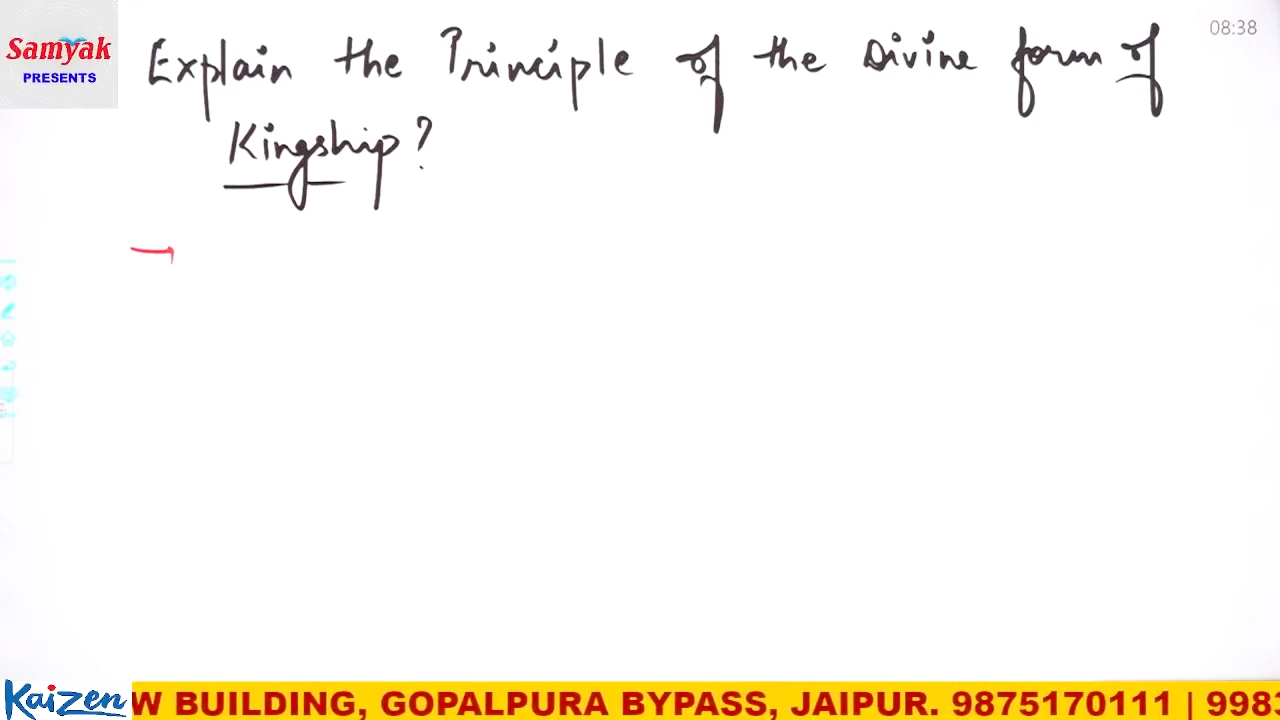 Samyak
PRESENTS
08:38
Explain the Principle of the Divine form of
Kingship?
Kaizen
W BUILDING, GOPALPURA BYPASS, JAIPUR. 9875170111 | 9983